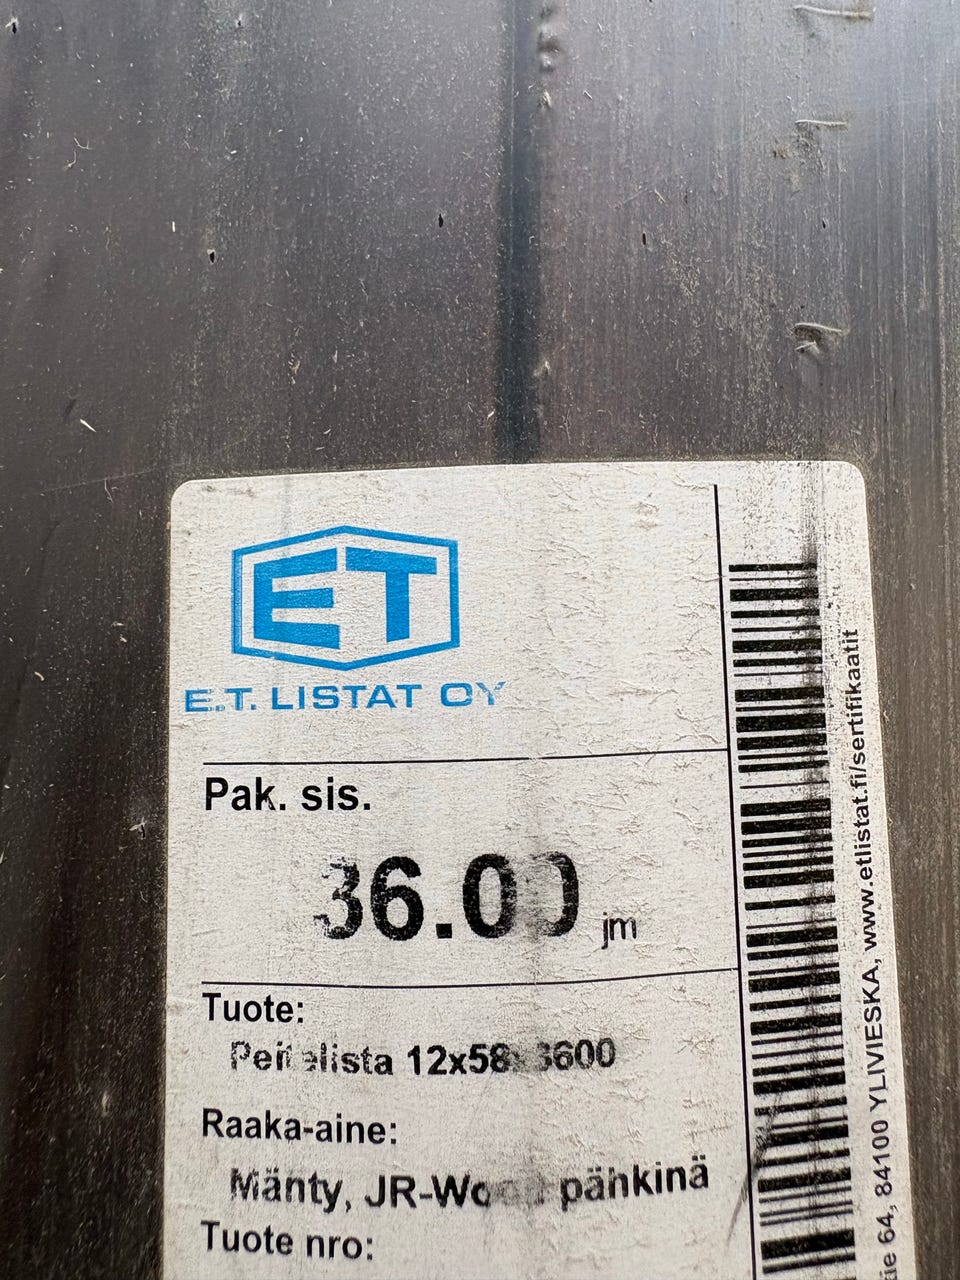 ET
E.T. LISTAT OY
Pak. sis.
36.00 jm
Tuote:
Peitelista 12x58x3600
Raaka-aine:
Mänty, JR-Wood pähkinä
Tuote nro:
tie 64, 84100 YLIVIESKA, www.etlistat.fi/sertifikaatit